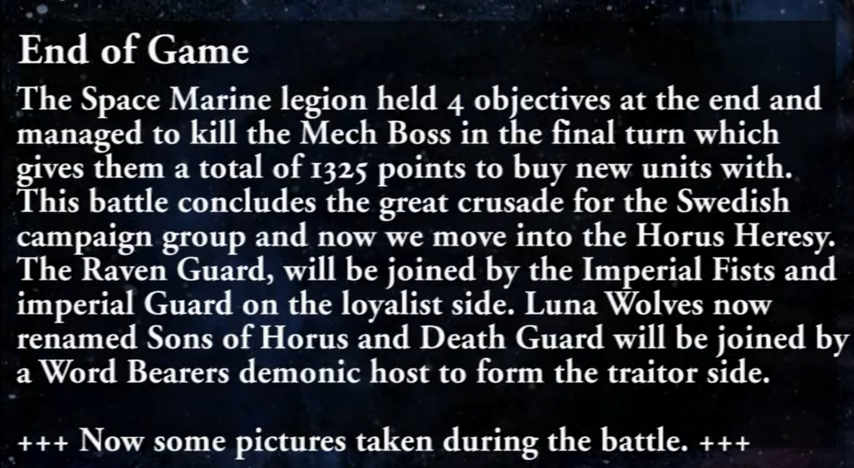 End of Game
The Space Marine legion held 4 objectives at the end and
managed to kill the Mech Boss in the final turn which
gives them a total of 1325 points to buy new units with.
This battle concludes the great crusade for the Swedish
campaign group and now we move into the Horus Heresy.
The Raven Guard, will be joined by the Imperial Fists and
imperial Guard on the loyalist side. Luna Wolves now
renamed Sons of Horus and Death Guard will be joined by
a Word Bearers demonic host to form the traitor side.
+++ Now some pictures taken during the battle. +++